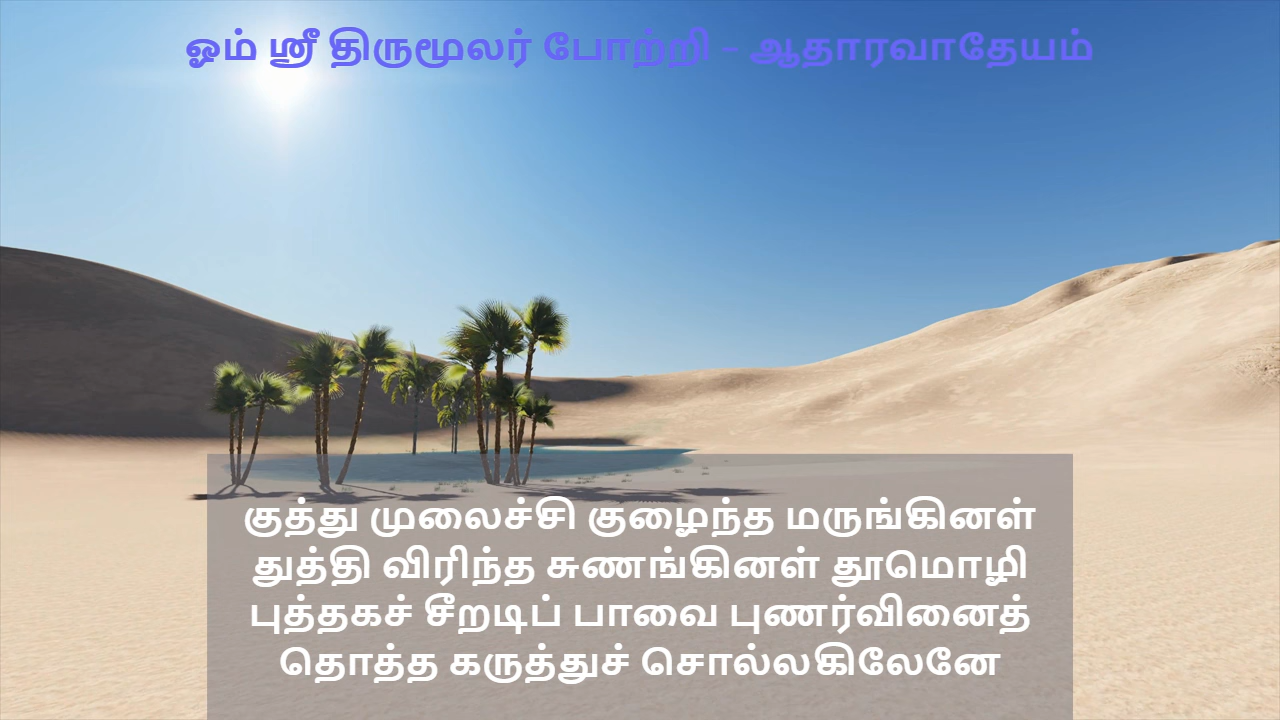 ஓம் ஸ்ரீ திருமூலர் போற்றி - ஆதாரவாதேயம்
குத்து முலைச்சி குழைந்த மருங்கினள்
துத்தி விரிந்த சுணங்கினள் தூமொழி
புத்தகச் சீறடிப் பாவை புணர்வினைத்
தொத்த கருத்துச் சொல்லகிலேனே